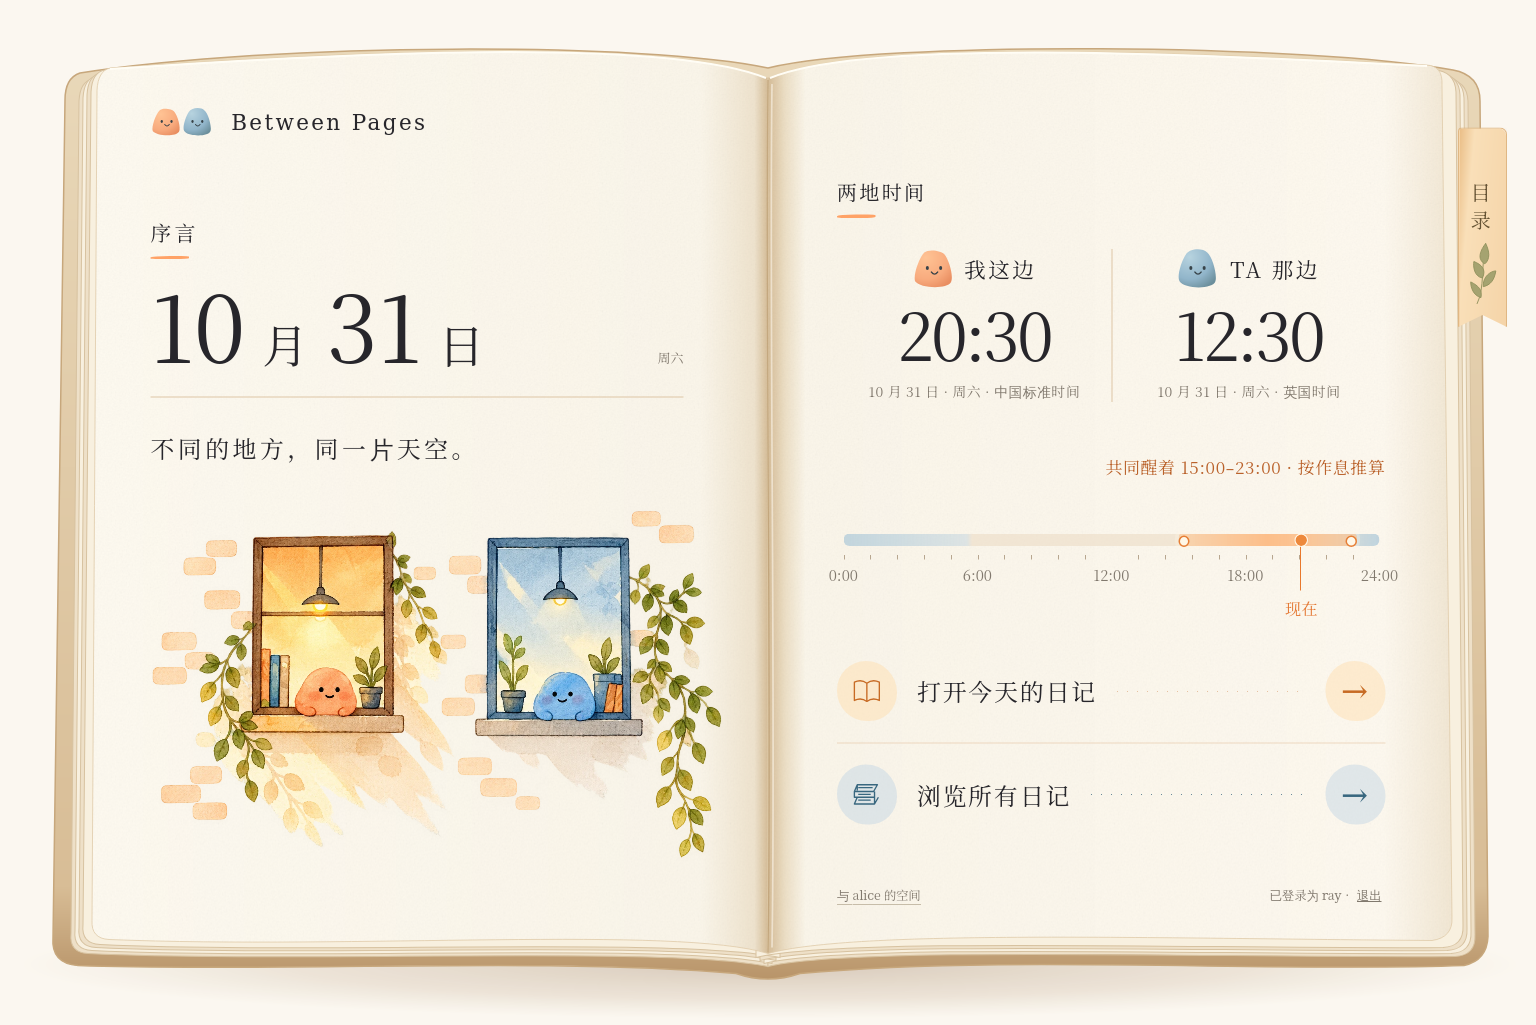 Between Pages
序言
10 月 31 日
周六
不同的地方，同一片天空。
两地时间
我这边
20:30
10 月 31 日 · 周六 · 中国标准时间
TA 那边
12:30
10 月 31 日 · 周六 · 英国时间
共同醒着 15:00–23:00 · 按作息推算
0:00 6:00 12:00 18:00 24:00
现在
打开今天的日记
浏览所有日记
与 alice 的空间
已登录为 ray · 退出
目录